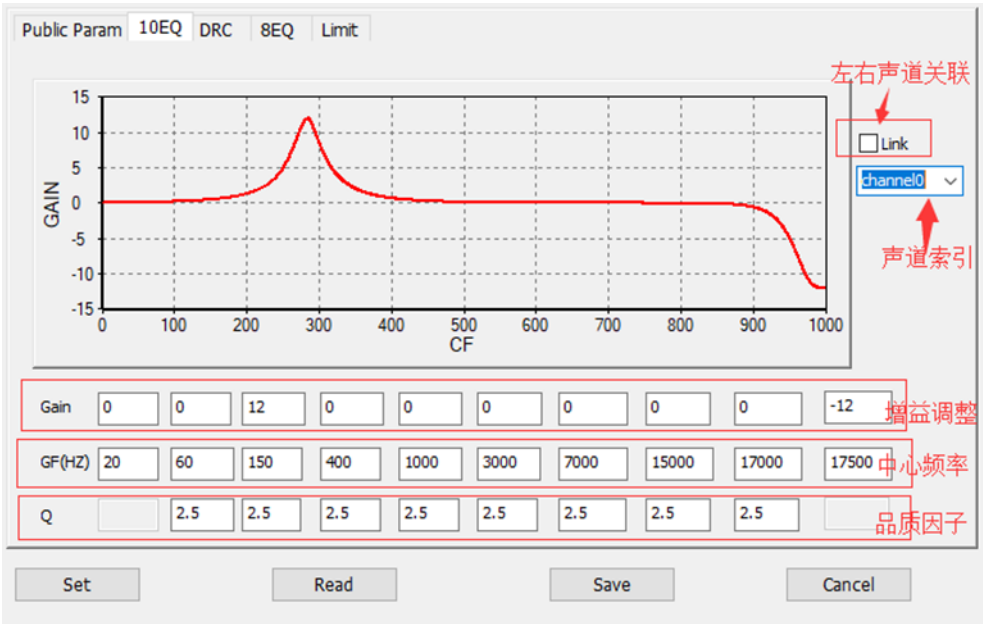 Public Param 10EQ DRC 8EQ Limit
左右声道关联
Link
channel0
声道索引
GAIN
15
10
5
0
-5
-10
-15
0 100 200 300 400 500 600 700 800 900 1000
CF
Gain 0 0 12 0 0 0 0 0 0 -12 增益调整
GF(HZ) 20 60 150 400 1000 3000 7000 15000 17000 17500 中心频率
Q 2.5 2.5 2.5 2.5 2.5 2.5 2.5 2.5 品质因子
Set Read Save Cancel